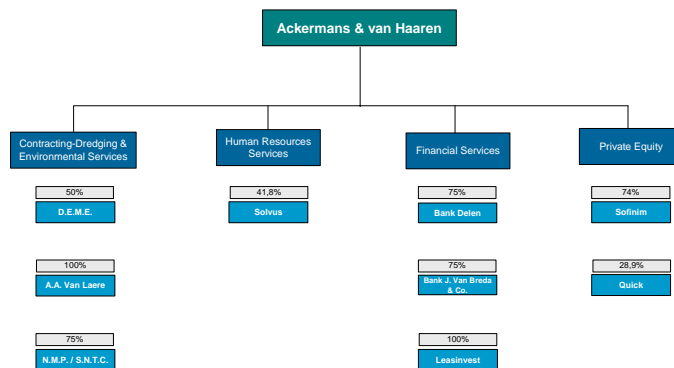 Ackermans & van Haaren
Contracting-Dredging &
Environmental Services
Human Resources
Services
Financial Services
Private Equity
50%
D.E.M.E.
41,8%
Solvus
75%
Bank Delen
74%
Sofinim
100%
A.A. Van Laere
75%
Bank J. Van Breda
& Co.
28,9%
Quick
75%
N.M.P. / S.N.T.C.
100%
Leasinvest